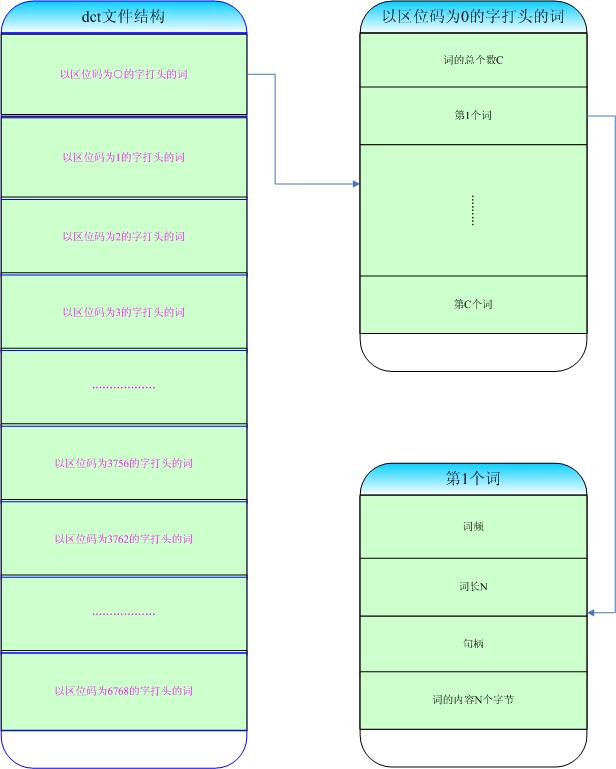 dct文件结构
以区位码为〇的字打头的词
以区位码为1的字打头的词
以区位码为2的字打头的词
以区位码为3的字打头的词
………………
以区位码为3756的字打头的词
以区位码为3762的字打头的词
………………
以区位码为6768的字打头的词
以区位码为0的字打头的词
词的总个数C
第1个词
………
第C个词
第1个词
词频
词长N
句柄
词的内容N个字节